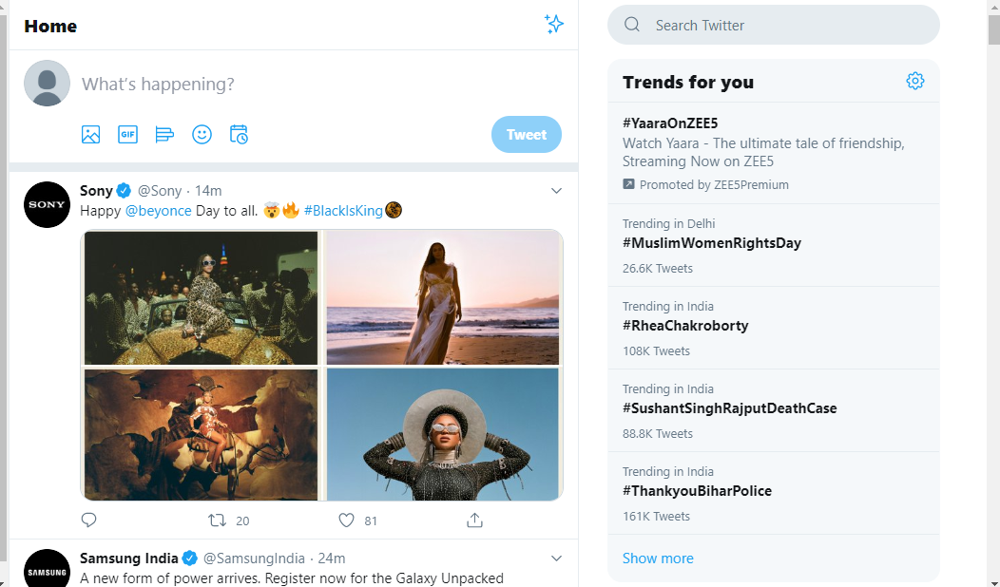 Home
What's happening?
GIF
Tweet
SONY
Sony @Sony · 14m
Happy @beyonce Day to all. 🤯🔥 #BlackIsKing
20 81
SAMSUNG
Samsung India @SamsungIndia · 24m
A new form of power arrives. Register now for the Galaxy Unpacked
Search Twitter
Trends for you
#YaaraOnZEE5
Watch Yaara - The ultimate tale of friendship,
Streaming Now on ZEE5
Promoted by ZEE5Premium
Trending in Delhi
#MuslimWomenRightsDay
26.6K Tweets
Trending in India
#RheaChakroborty
108K Tweets
Trending in India
#SushantSinghRajputDeathCase
88.8K Tweets
Trending in India
#ThankyouBiharPolice
161K Tweets
Show more